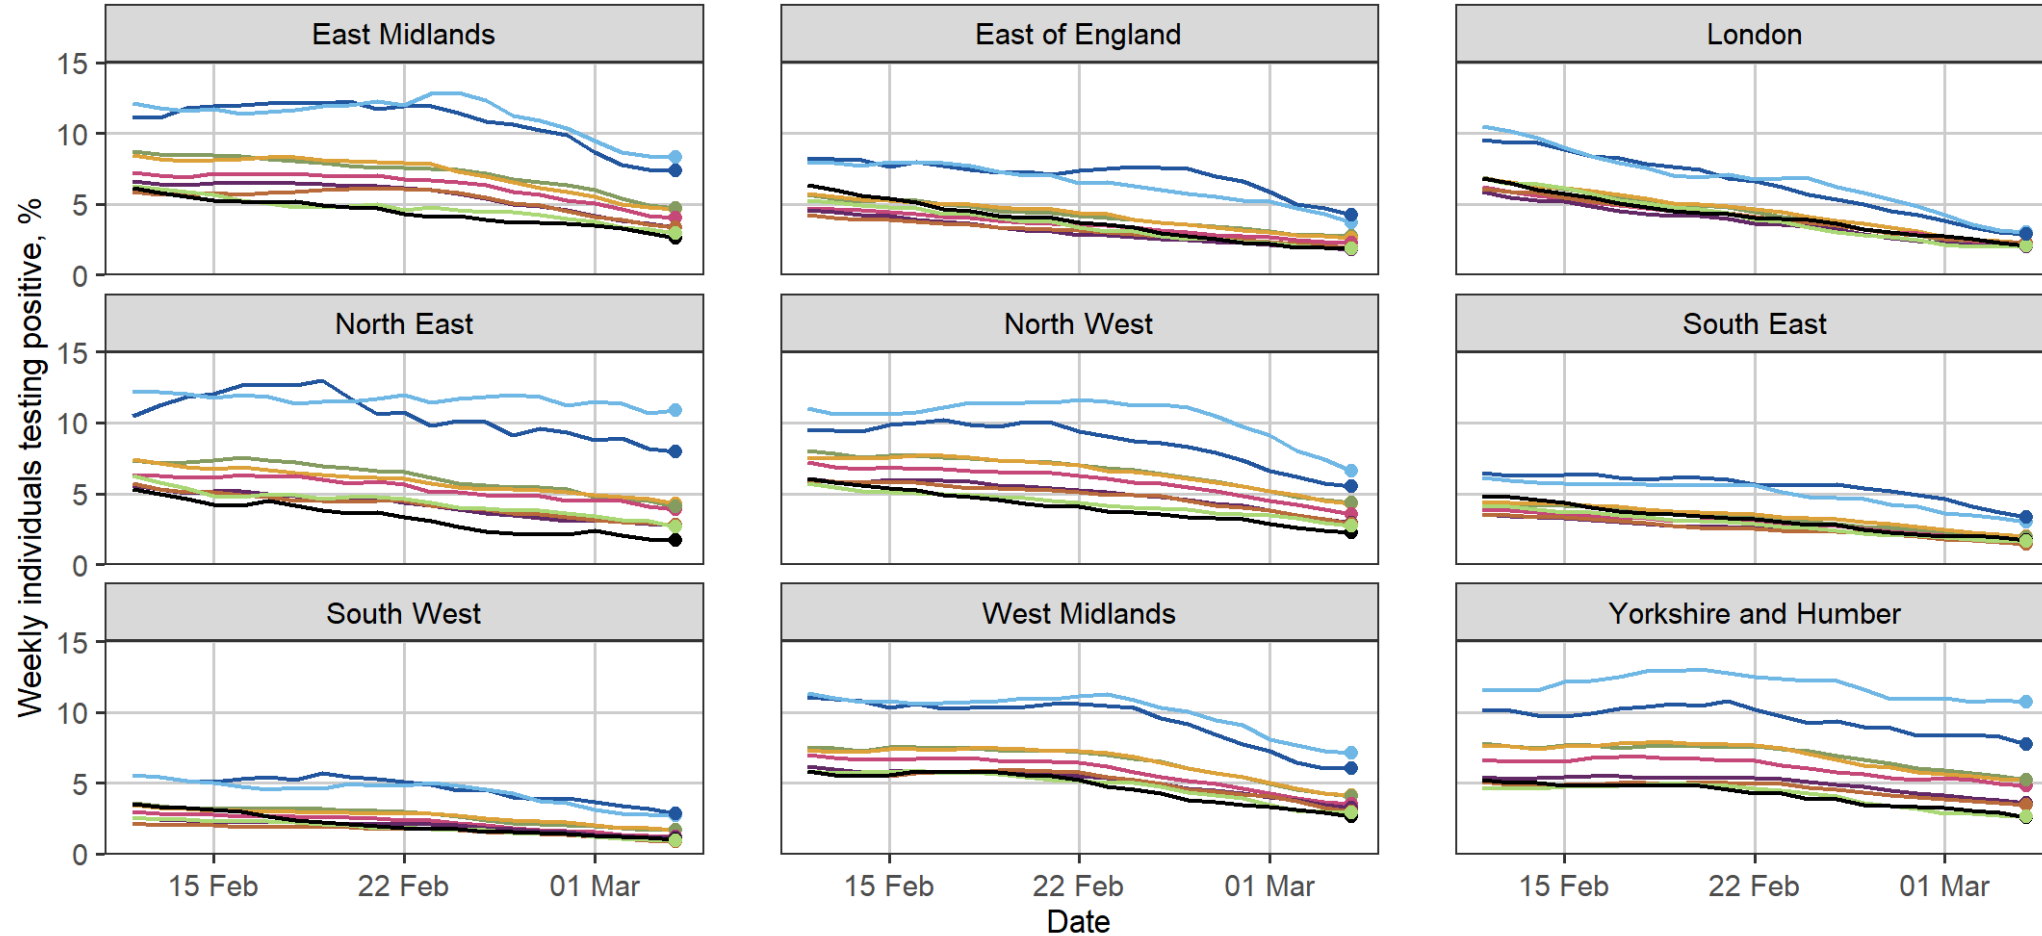 East Midlands
East of England
London
15
10
5
0
North East
North West
South East
15
10
5
0
South West
West Midlands
Yorkshire and Humber
15
10
5
0
15 Feb
22 Feb
01 Mar
15 Feb
22 Feb
01 Mar
15 Feb
22 Feb
01 Mar
Date
Weekly individuals testing positive, %